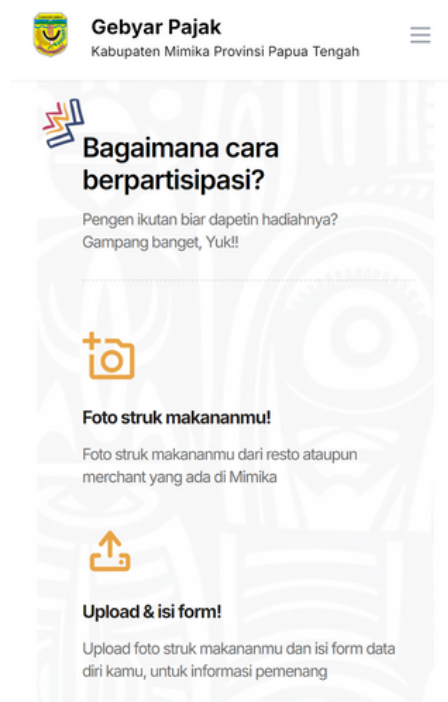 Gebyar Pajak
Kabupaten Mimika Provinsi Papua Tengah
Bagaimana cara
berpartisipasi?
Pengen ikutan biar dapetin hadiahnya?
Gampang banget, Yuk!!
Foto struk makananmu!
Foto struk makananmu dari resto ataupun
merchant yang ada di Mimika
Upload & isi form!
Upload foto struk makananmu dan isi form data
diri kamu, untuk informasi pemenang